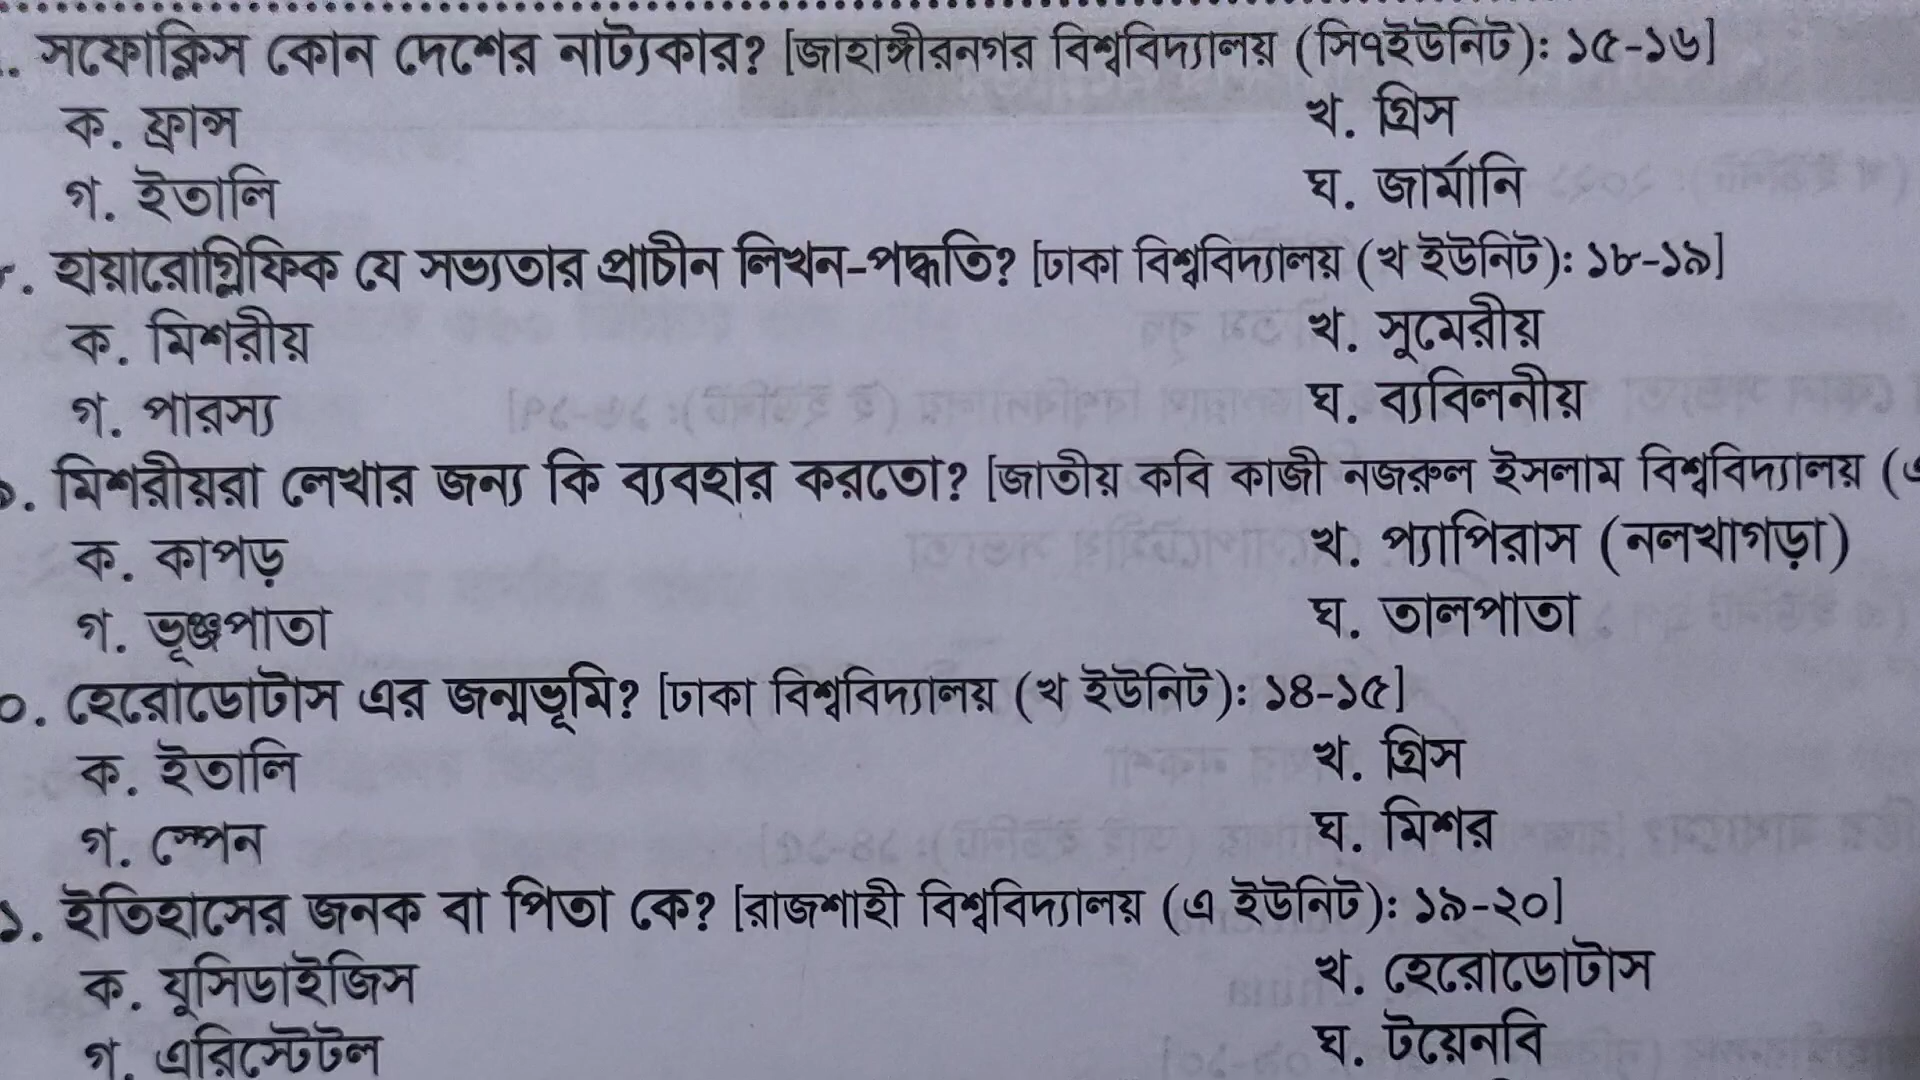 . সফোক্লিস কোন দেশের নাট্যকার? [জাহাঙ্গীরনগর বিশ্ববিদ্যালয় (সি৭ইউনিট): ১৫-১৬]
ক. ফ্রান্স খ. গ্রিস
গ. ইতালি ঘ. জার্মানি
. হায়ারোগ্লিফিক যে সভ্যতার প্রাচীন লিখন-পদ্ধতি? [ঢাকা বিশ্ববিদ্যালয় (খ ইউনিট): ১৮-১৯]
ক. মিশরীয় খ. সুমেরীয়
গ. পারস্য ঘ. ব্যাবিলনীয়
. মিশরীয়রা লেখার জন্য কি ব্যবহার করতো? [জাতীয় কবি কাজী নজরুল ইসলাম বিশ্ববিদ্যালয় (
ক. কাপড় খ. প্যাপিরাস (নলখাগড়া)
গ. ভূঞ্জপাতা ঘ. তালপাতা
০. হেরোডোটাস এর জন্মভূমি? [ঢাকা বিশ্ববিদ্যালয় (খ ইউনিট): ১৪-১৫]
ক. ইতালি খ. গ্রিস
গ. স্পেন ঘ. মিশর
১. ইতিহাসের জনক বা পিতা কে? [রাজশাহী বিশ্ববিদ্যালয় (এ ইউনিট): ১৯-২০]
ক. যুসিডাইজিস খ. হেরোডোটাস
গ. এরিস্টেটল ঘ. টয়েনবি